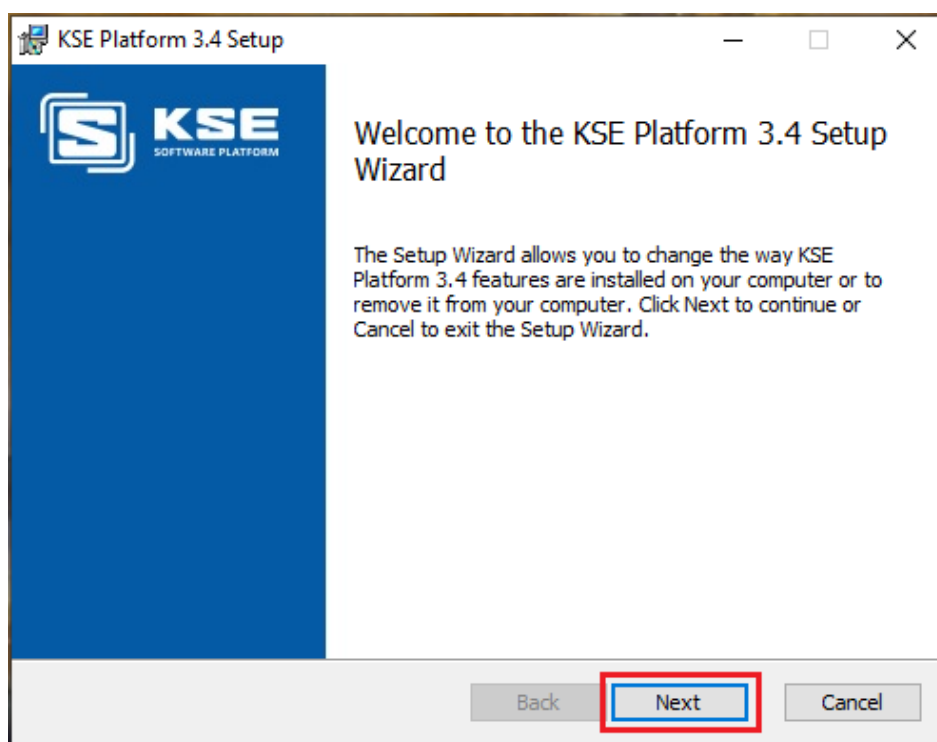 KSE Platform 3.4 Setup
S KSE
SOFTWARE PLATFORM
Welcome to the KSE Platform 3.4 Setup
Wizard
The Setup Wizard allows you to change the way KSE
Platform 3.4 features are installed on your computer or to
remove it from your computer. Click Next to continue or
Cancel to exit the Setup Wizard.
Back Next Cancel